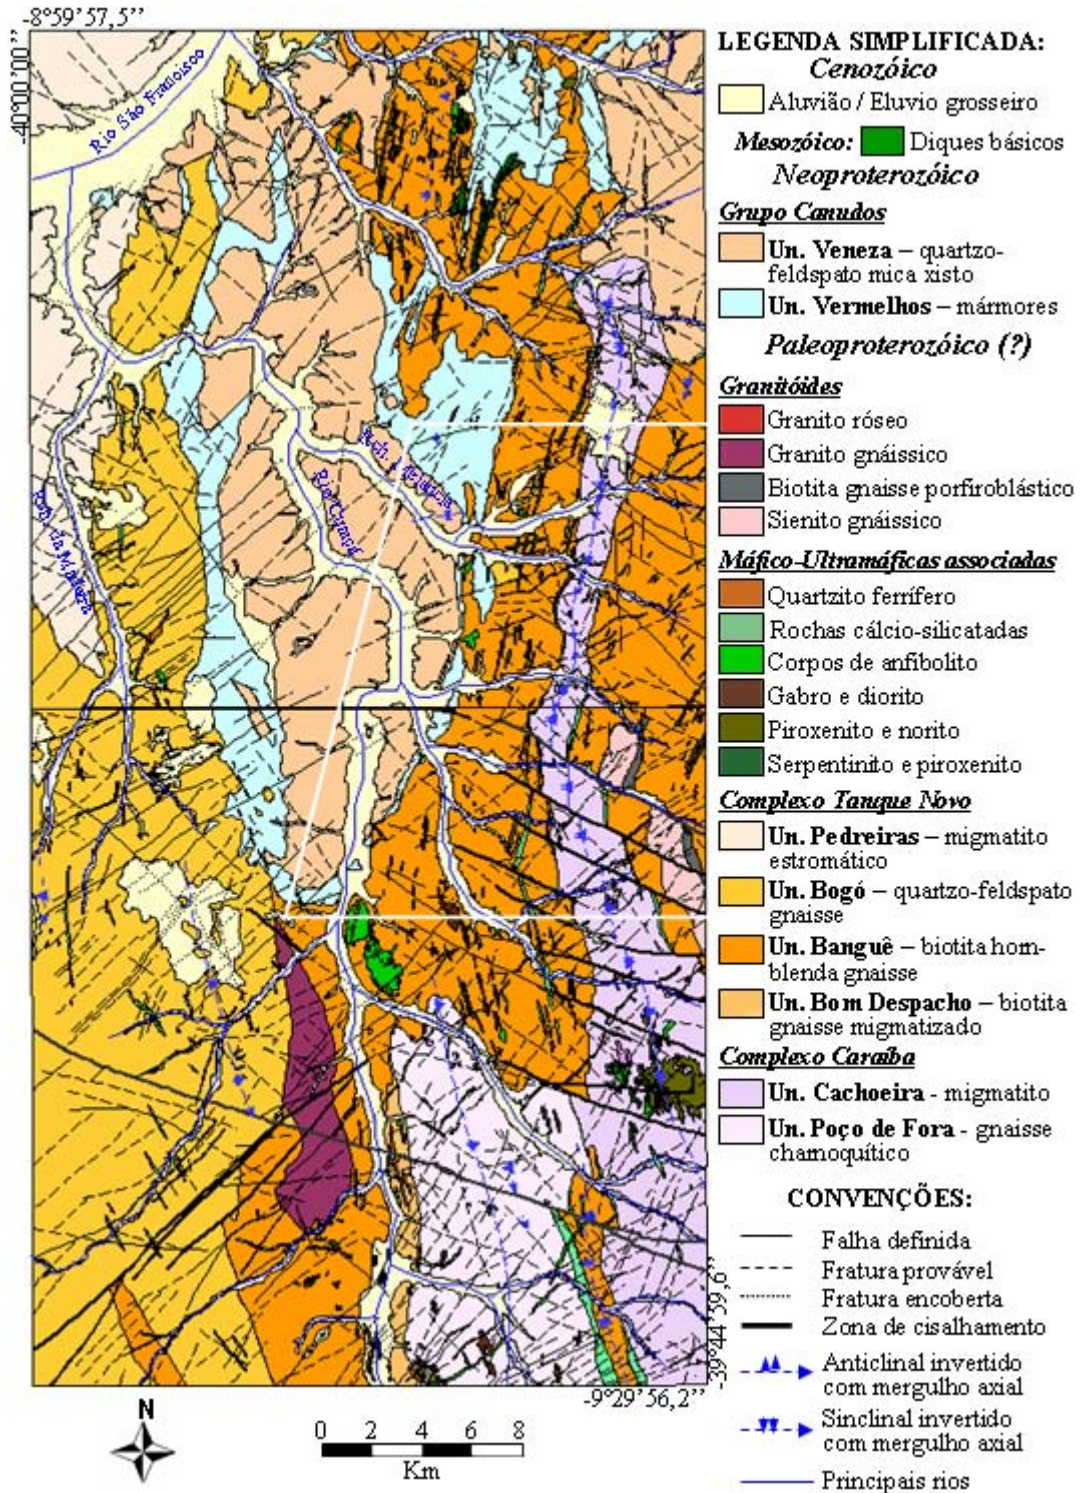 -8°59'57,5''
-40°00'00''
Rio São Francisco
Rch. da Malhada
Rio Curaçá
-39°44'59,6''
-9°29'56,2''
N
0 2 4 6 8
Km
LEGENDA SIMPLIFICADA:
Cenozóico
Aluvião / Eluvio grosseiro
Mesozóico: Diques básicos
Neoproterozóico
Grupo Canudos
Un. Veneza – quartzo-
feldspato mica xisto
Un. Vermelhos – mármores
Paleoproterozóico (?)
Granitóides
Granito róseo
Granito gnáissico
Biotita gnaisse porfiroblástico
Sienito gnáissico
Máfico-Ultramáficas associadas
Quartzito ferrífero
Rochas cálcio-silicatadas
Corpos de anfibolito
Gabro e diorito
Piroxenito e norito
Serpentinito e piroxenito
Complexo Tanque Novo
Un. Pedreiras – migmatito
estromático
Un. Bogó – quartzo-feldspato
gnaisse
Un. Banguê – biotita horn-
blenda gnaisse
Un. Bom Despacho – biotita
gnaisse migmatizado
Complexo Caraíba
Un. Cachoeira - migmatito
Un. Poço de Fora - gnaisse
charnoquítico
CONVENÇÕES:
Falha definida
Fratura provável
Fratura encoberta
Zona de cisalhamento
Anticlinal invertido
com mergulho axial
Sinclinal invertido
com mergulho axial
Principais rios